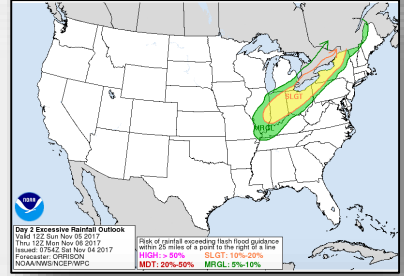 SLGT
MRGL
NOAA
Day 2 Excessive Rainfall Outlook
Valid 12Z Sun Nov 05 2017
Thru 12Z Mon Nov 06 2017
Issued: 0754Z Sat Nov 04 2017
Forecaster: ORRISON
NOAA/NWS/NCEP/WPC
Risk of rainfall exceeding flash flood guidance
within 25 miles of a point to the right of a line
HIGH: > 50% SLGT: 10%-20%
MDT: 20%-50% MRGL: 5%-10%